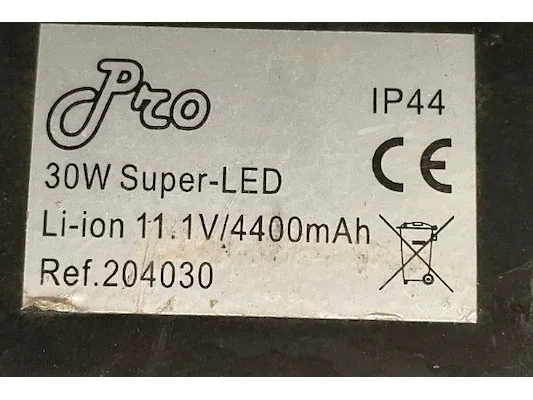 Pro
IP44
CE
30W Super-LED
Li-ion 11.1V/4400mAh
Ref.204030